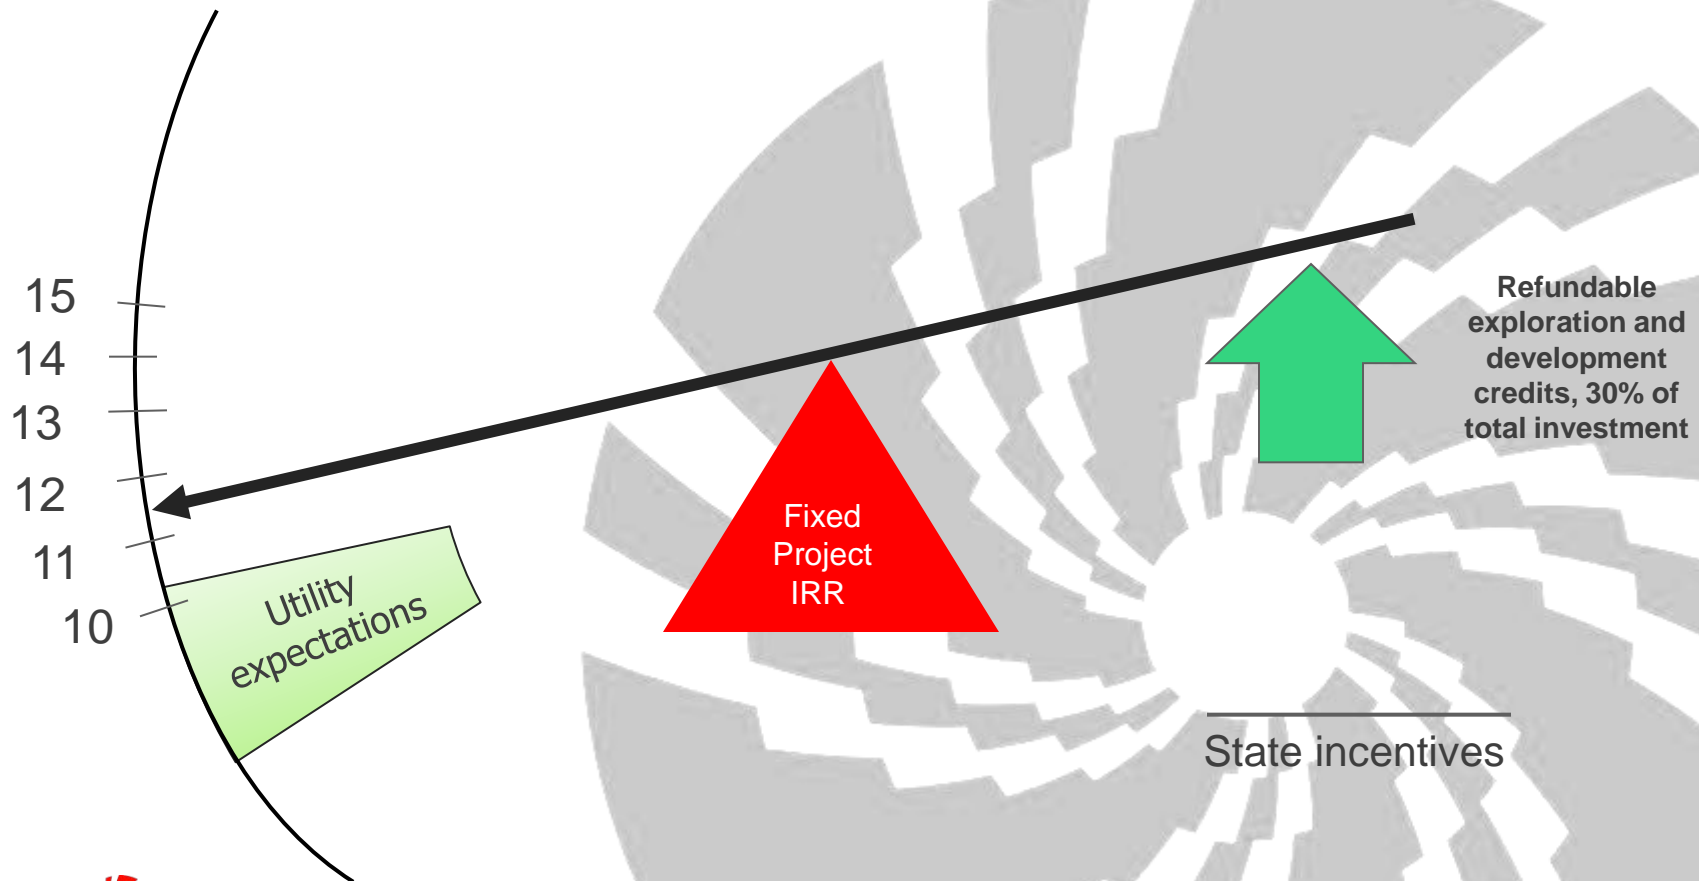 15
14
13
12
11
10
Utility
expectations
Fixed
Project
IRR
Refundable
exploration and
development
credits, 30% of
total investment
State incentives